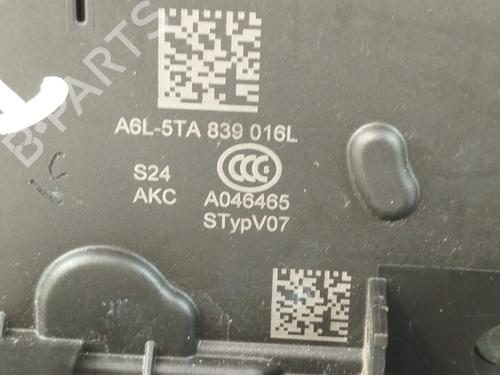 B-PARTS
A6L-5TA 839 016L
S24
CCC S
AKC A046465
STypV07